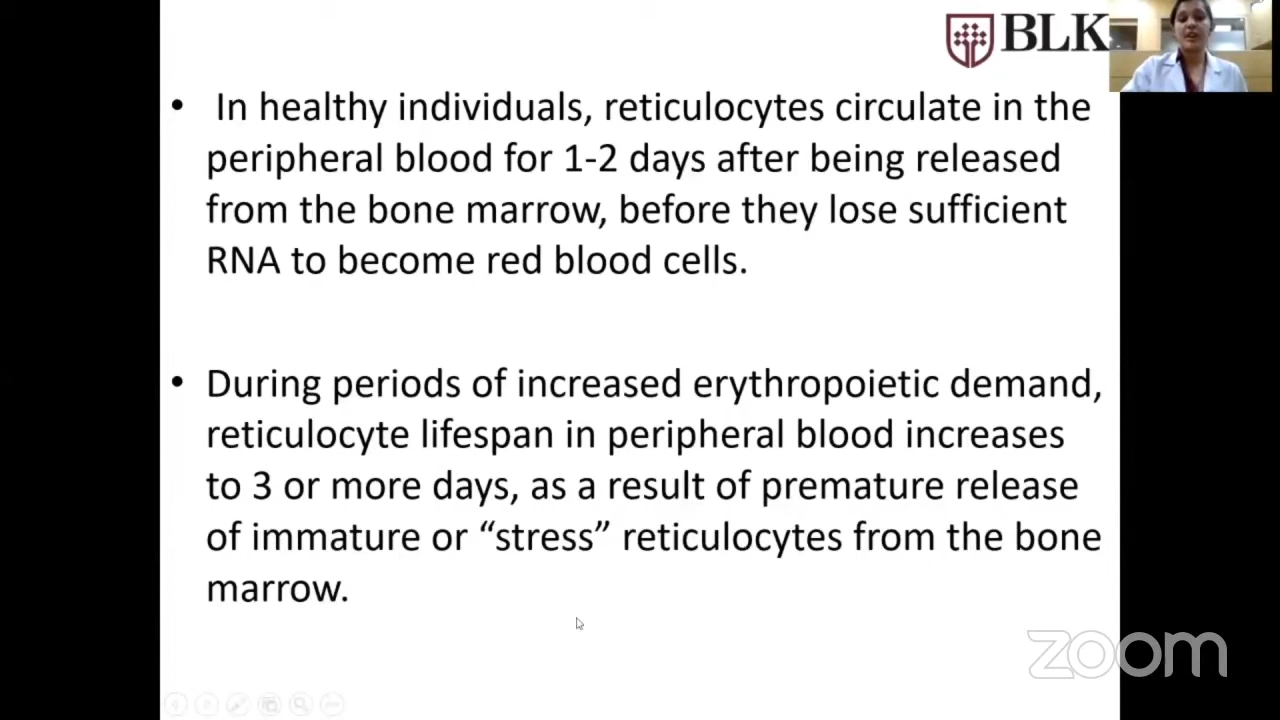 BLK
• In healthy individuals, reticulocytes circulate in the
peripheral blood for 1-2 days after being released
from the bone marrow, before they lose sufficient
RNA to become red blood cells.
• During periods of increased erythropoietic demand,
reticulocyte lifespan in peripheral blood increases
to 3 or more days, as a result of premature release
of immature or “stress” reticulocytes from the bone
marrow.
zoom